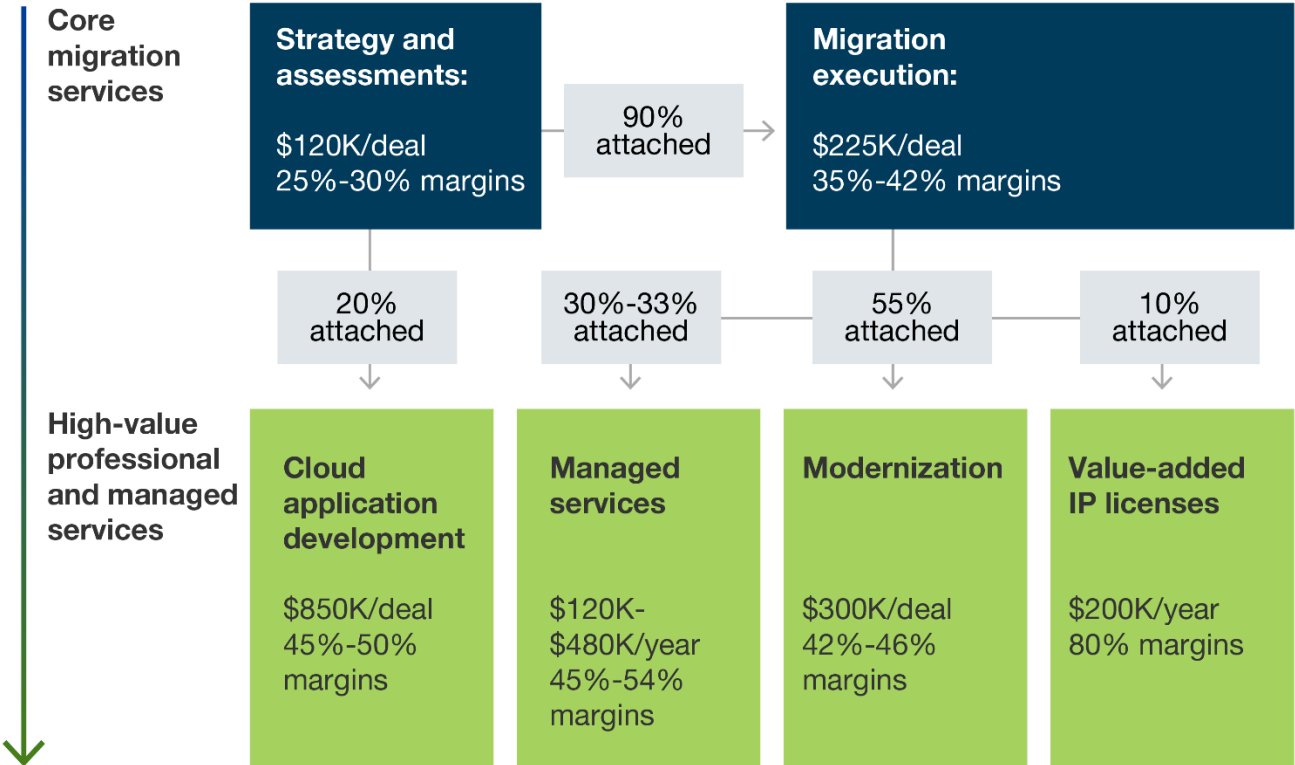 Core
migration
services
Strategy and
assessments:
$120K/deal
25%-30% margins
90%
attached
Migration
execution:
$225K/deal
35%-42% margins
20%
attached
30%-33%
attached
55%
attached
10%
attached
High-value
professional
and managed
services
Cloud
application
development
$850K/deal
45%-50%
margins
Managed
services
$120K-
$480K/year
45%-54%
margins
Modernization
$300K/deal
42%-46%
margins
Value-added
IP licenses
$200K/year
80% margins